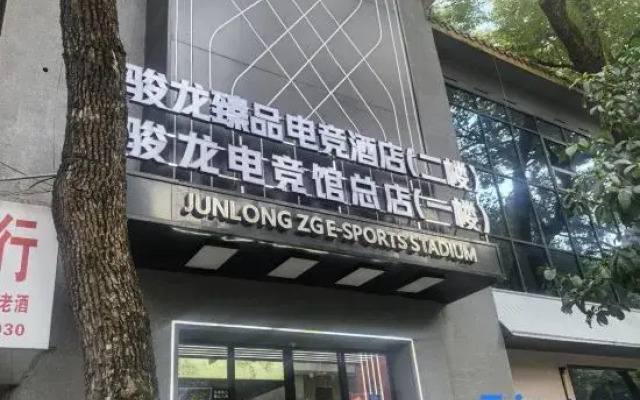 骏龙臻品电竞酒店(二楼)
骏龙电竞馆总店(一楼)
JUNLONG ZGE-SPORTS STADIUM
行
老酒
030